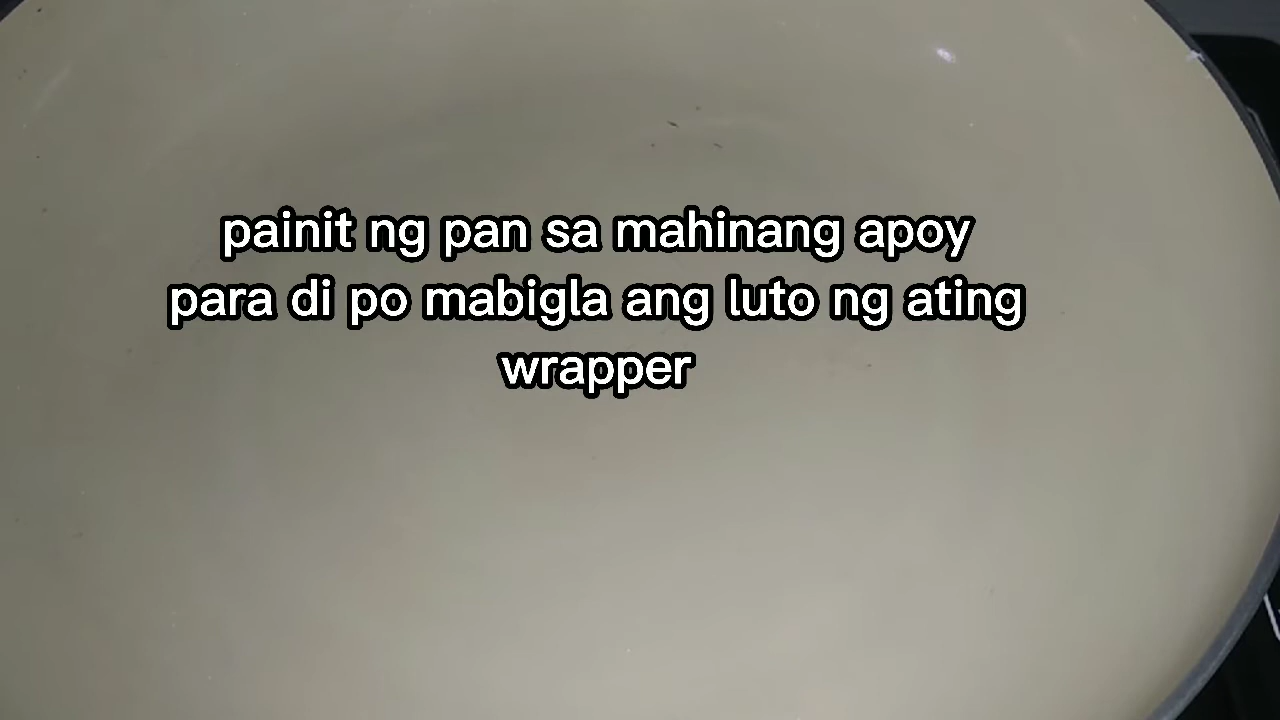 painit ng pan sa mahinang apoy
para di po mabigla ang luto ng ating
wrapper